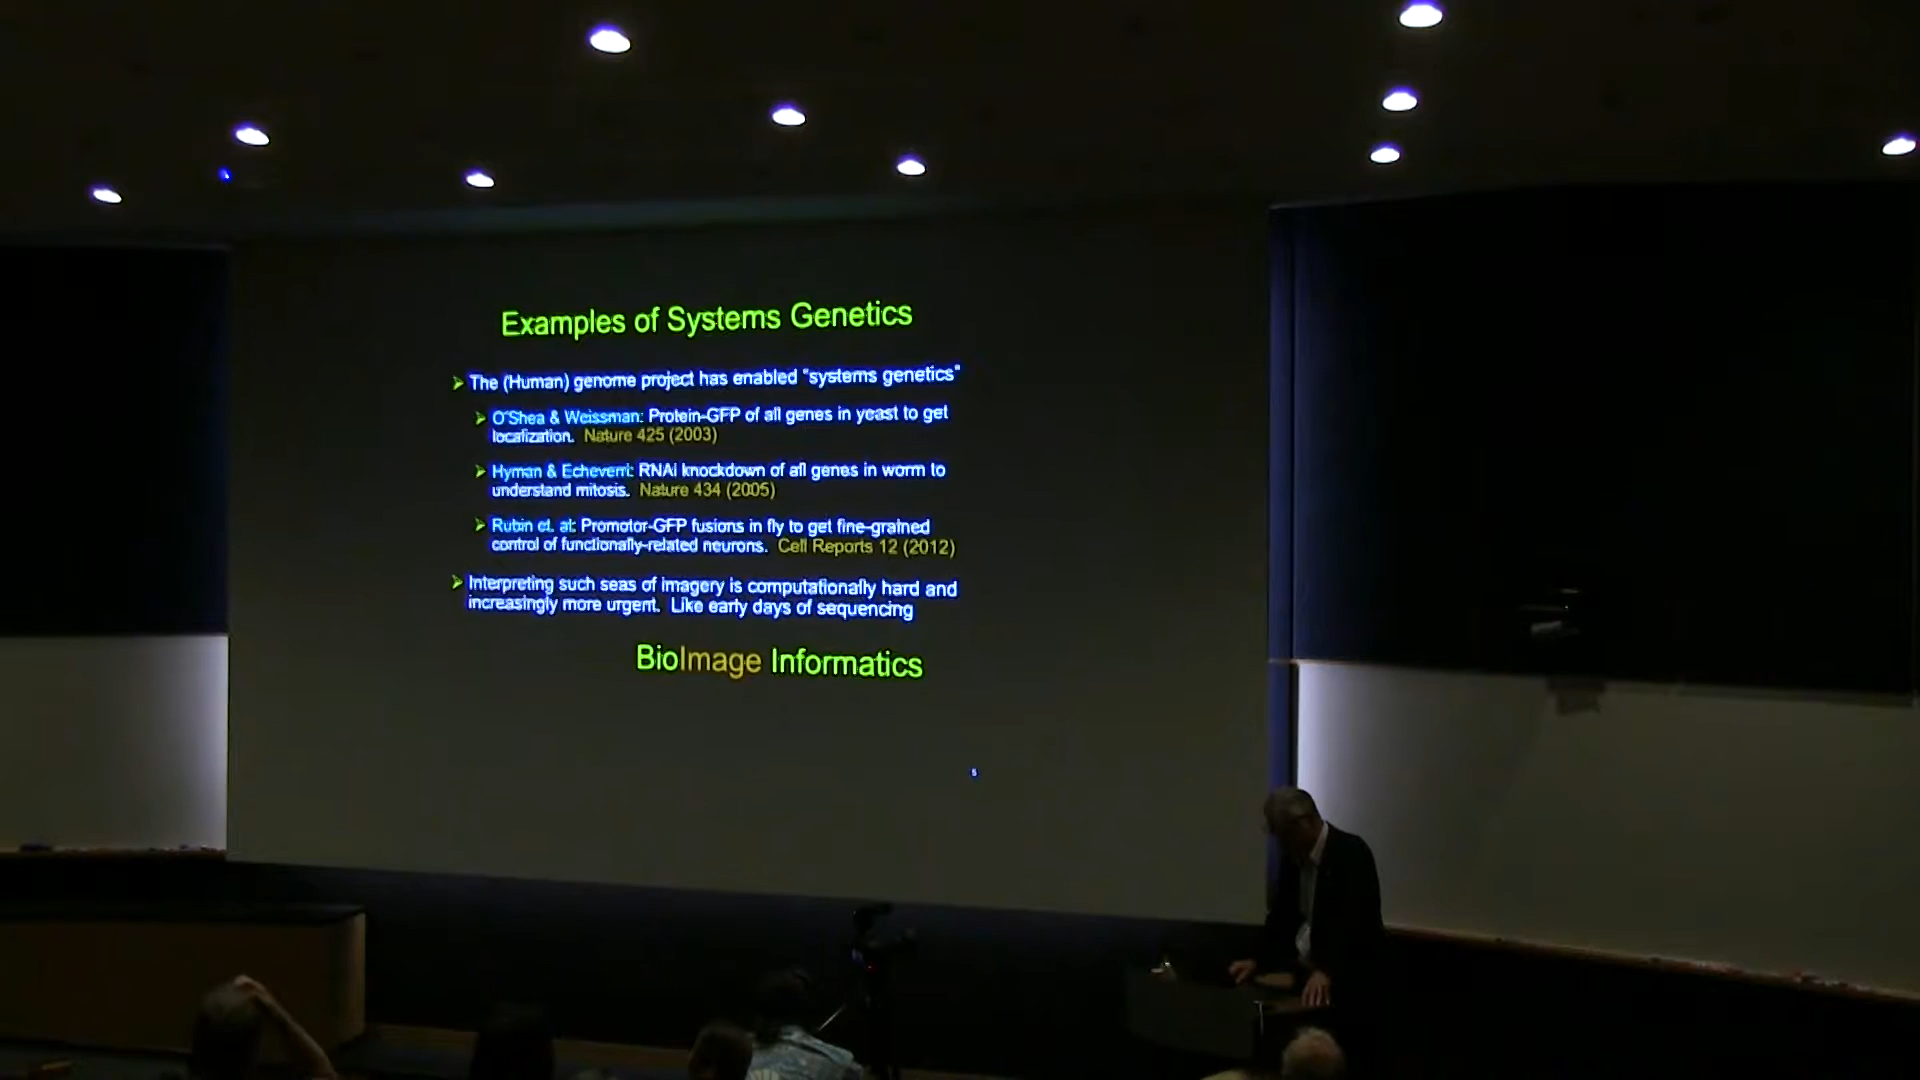 Examples of Systems Genetics
The (Human) genome project has enabled "systems genetics"
O'Shea & Weissman: Protein-GFP of all genes in yeast to get
localization. Nature 425 (2003)
Hyman & Echeverri: RNAi knockdown of all genes in worm to
understand mitosis. Nature 434 (2005)
Rubin et. al: Promotor-GFP fusions in fly to get fine-grained
control of functionally-related neurons. Cell Reports 12 (2012)
Interpreting such seas of imagery is computationally hard and
increasingly more urgent. Like early days of sequencing
BioImage Informatics